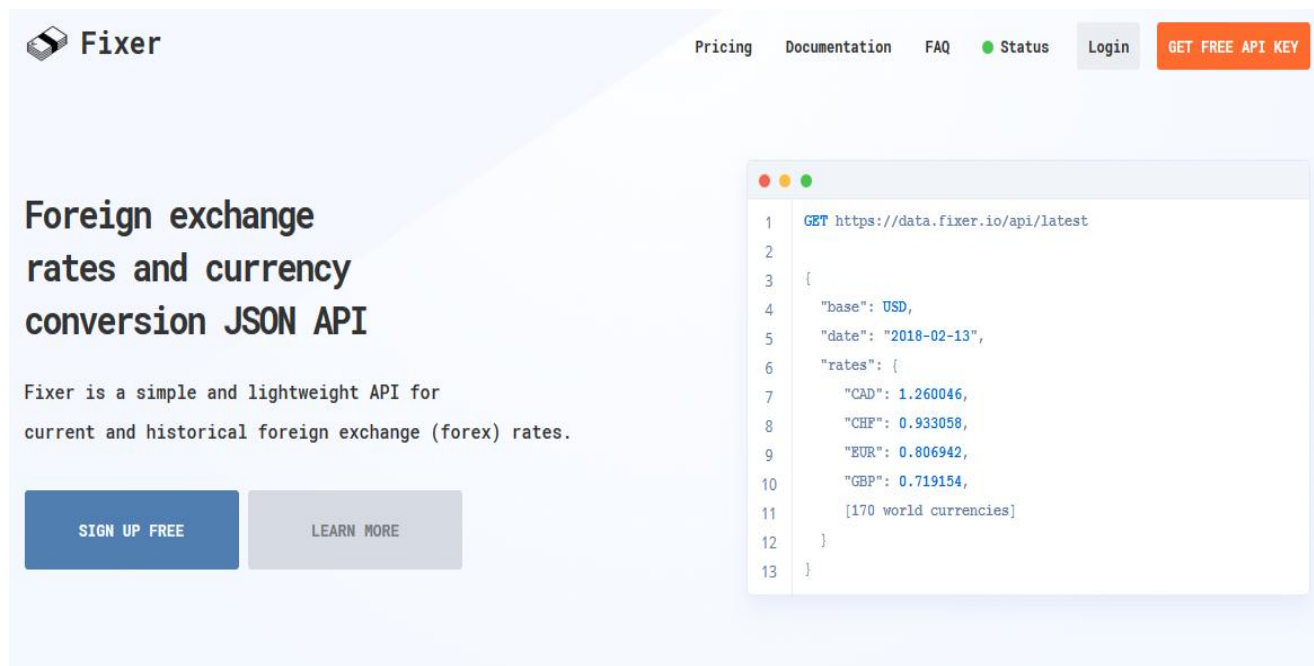 Fixer
Pricing Documentation FAQ Status Login GET FREE API KEY
Foreign exchange
rates and currency
conversion JSON API
Fixer is a simple and lightweight API for
current and historical foreign exchange (forex) rates.
SIGN UP FREE LEARN MORE
1 GET https://data.fixer.io/api/latest
2
3 {
4 "base": USD,
5 "date": "2018-02-13",
6 "rates": {
7 "CAD": 1.260046,
8 "CHF": 0.933058,
9 "EUR": 0.806942,
10 "GBP": 0.719154,
11 [170 world currencies]
12 }
13 }